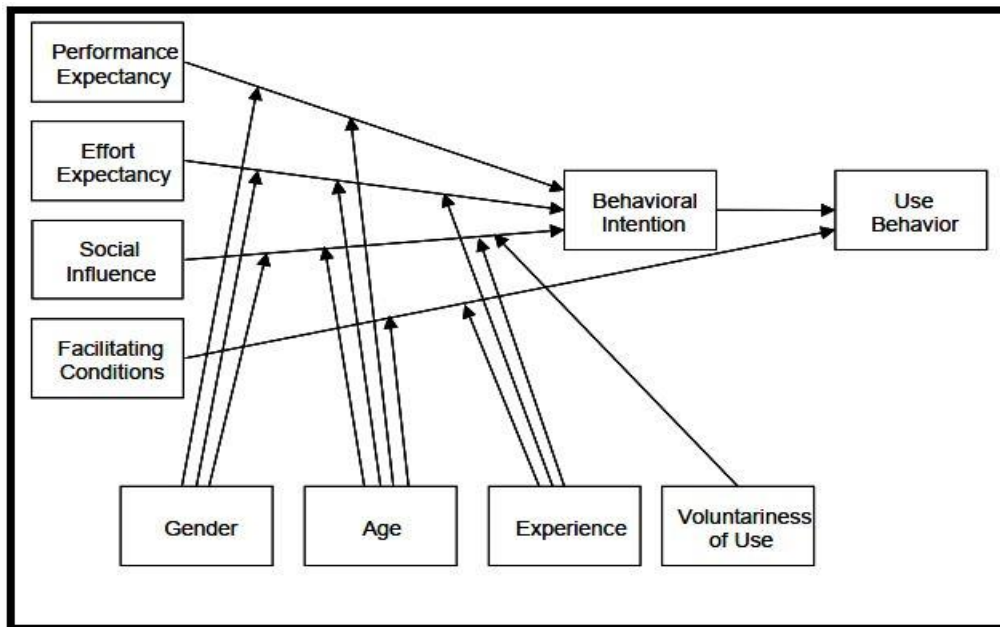 Performance
Expectancy
Effort
Expectancy
Social
Influence
Facilitating
Conditions
Behavioral
Intention
Use
Behavior
Gender
Age
Experience
Voluntariness
of Use